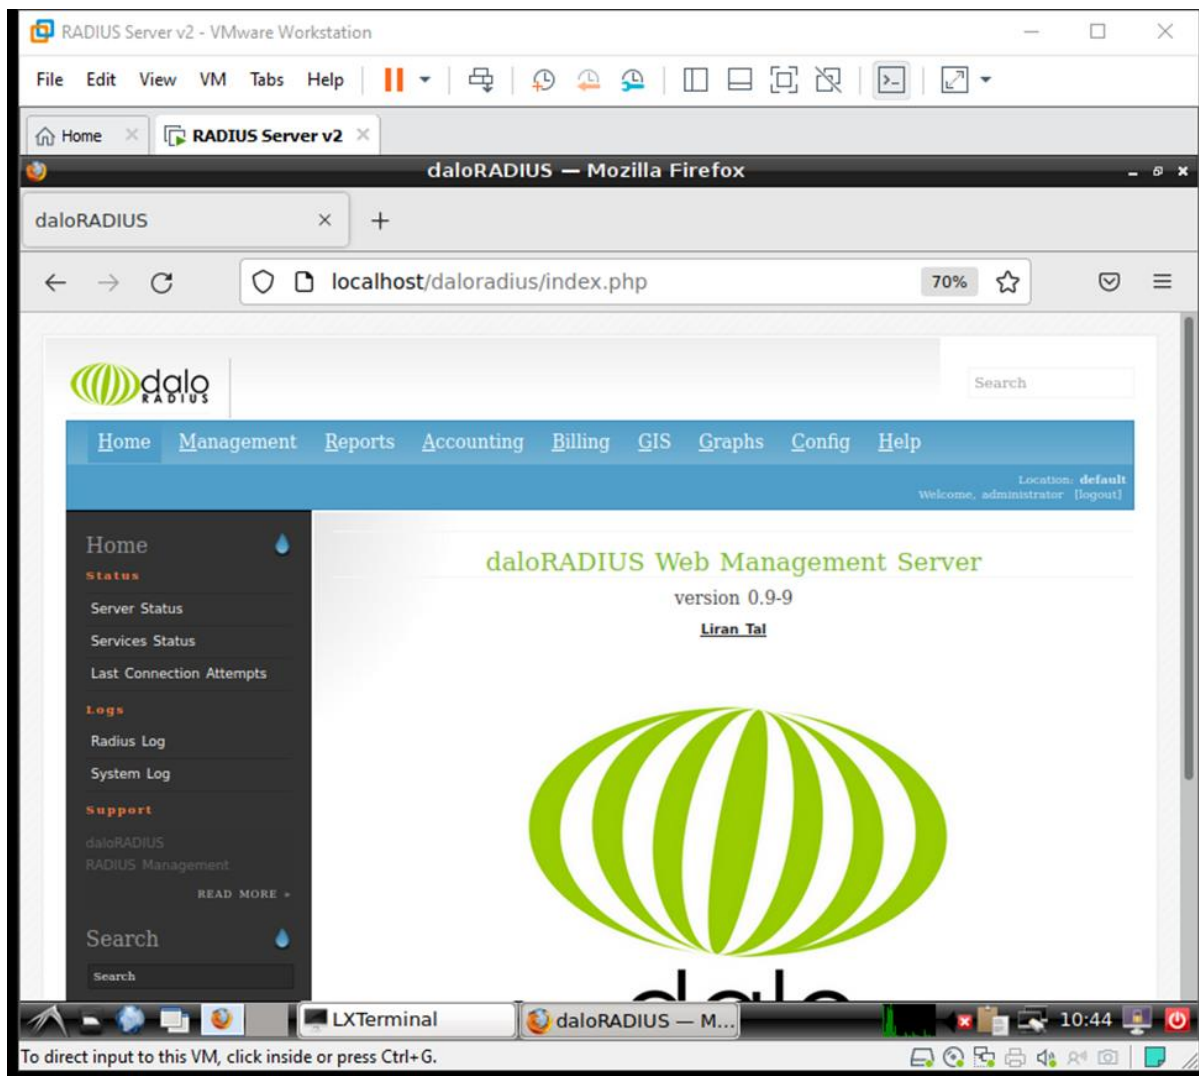 RADIUS Server v2 - VMware Workstation
File Edit View VM Tabs Help
Home RADIUS Server v2
daloRADIUS — Mozilla Firefox
daloRADIUS
localhost/daloradius/index.php 70%
dalo
RADIUS
Search
Home Management Reports Accounting Billing GIS Graphs Config Help
Location: default
Welcome, administrator [logout]
Home
Status
Server Status
Services Status
Last Connection Attempts
Logs
Radius Log
System Log
Support
daloRADIUS
RADIUS Management
READ MORE »
Search
Search
daloRADIUS Web Management Server
version 0.9-9
Liran Tal
dalo
LXTerminal daloRADIUS — M... 10:44
To direct input to this VM, click inside or press Ctrl+G.